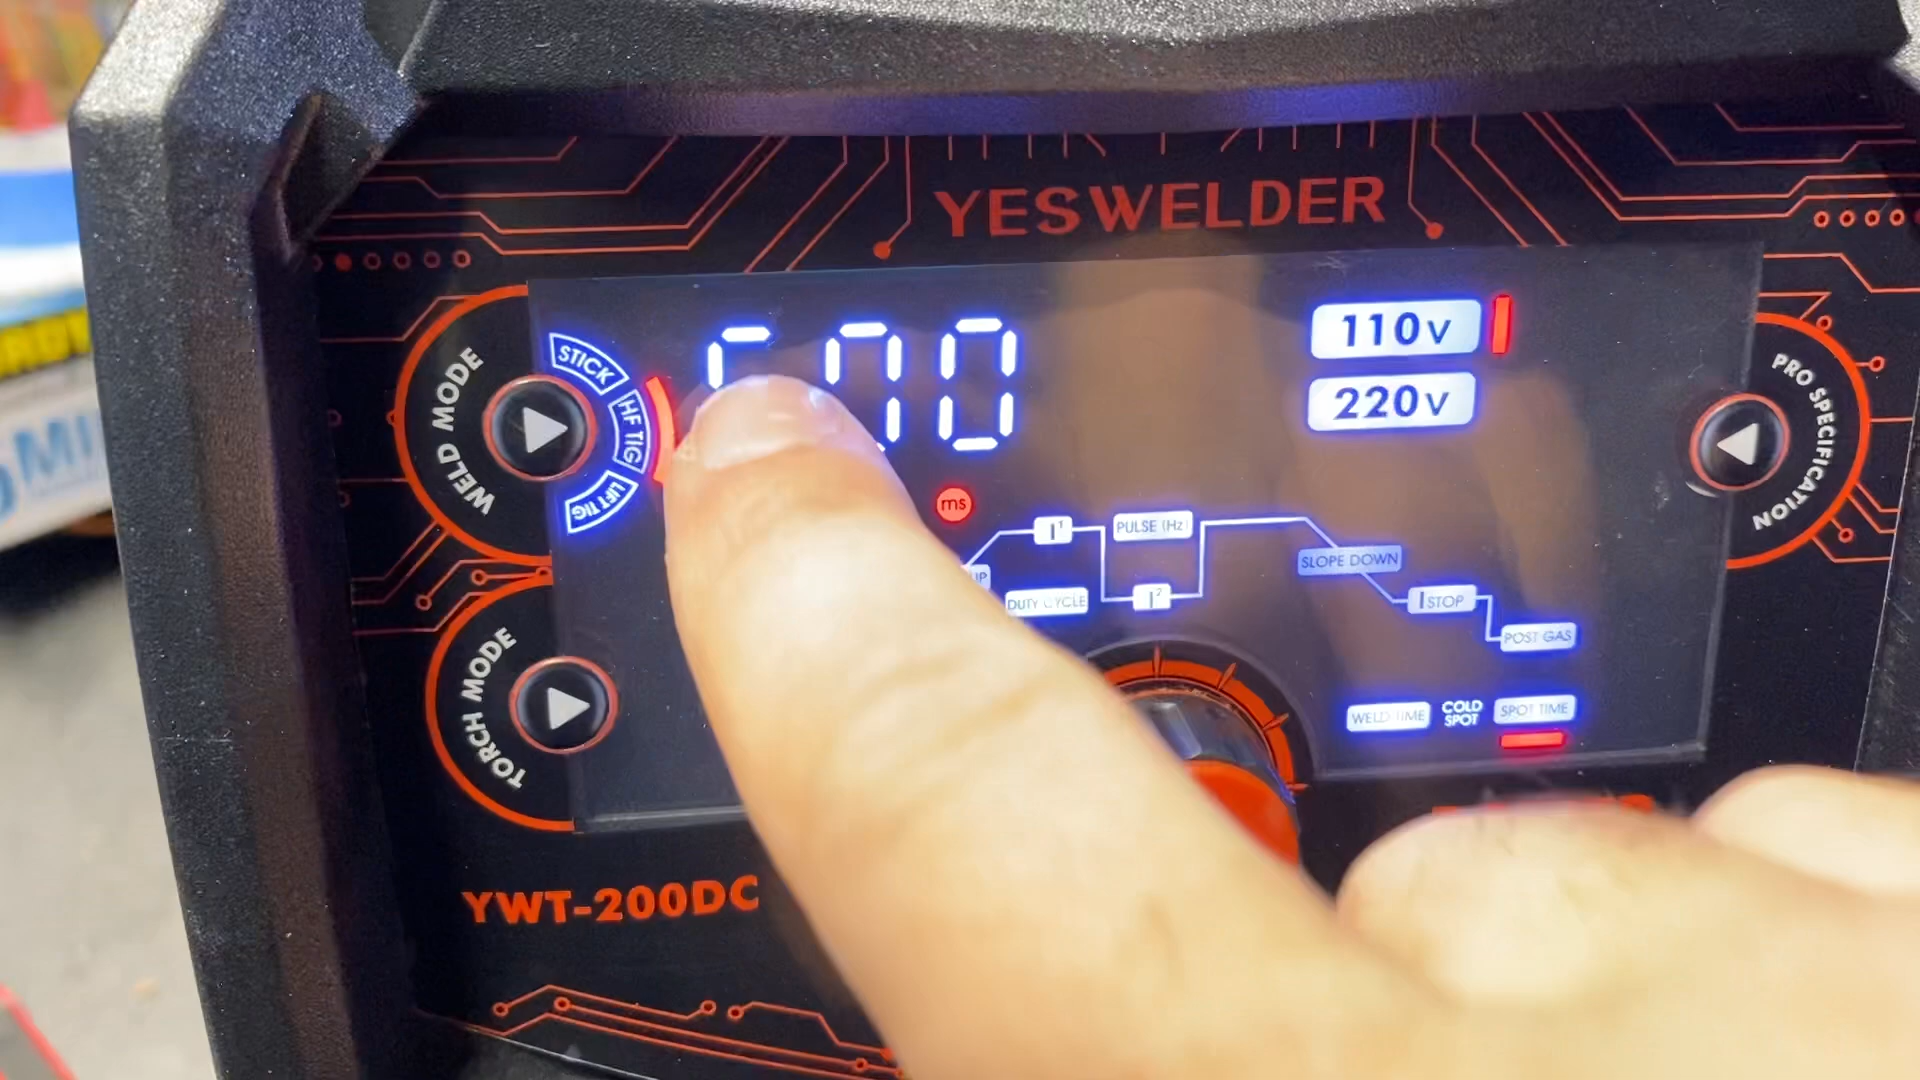 YESWELDER
WELD MODE
STICK
HF TIG
LIFT TIG
110V
220V
PRO SPECIFICATION
ms
I1
PULSE (Hz)
UP
DUTY CYCLE
I2
SLOPE DOWN
I STOP
POST GAS
TORCH MODE
WELD TIME
COLD SPOT
SPOT TIME
YWT-200DC